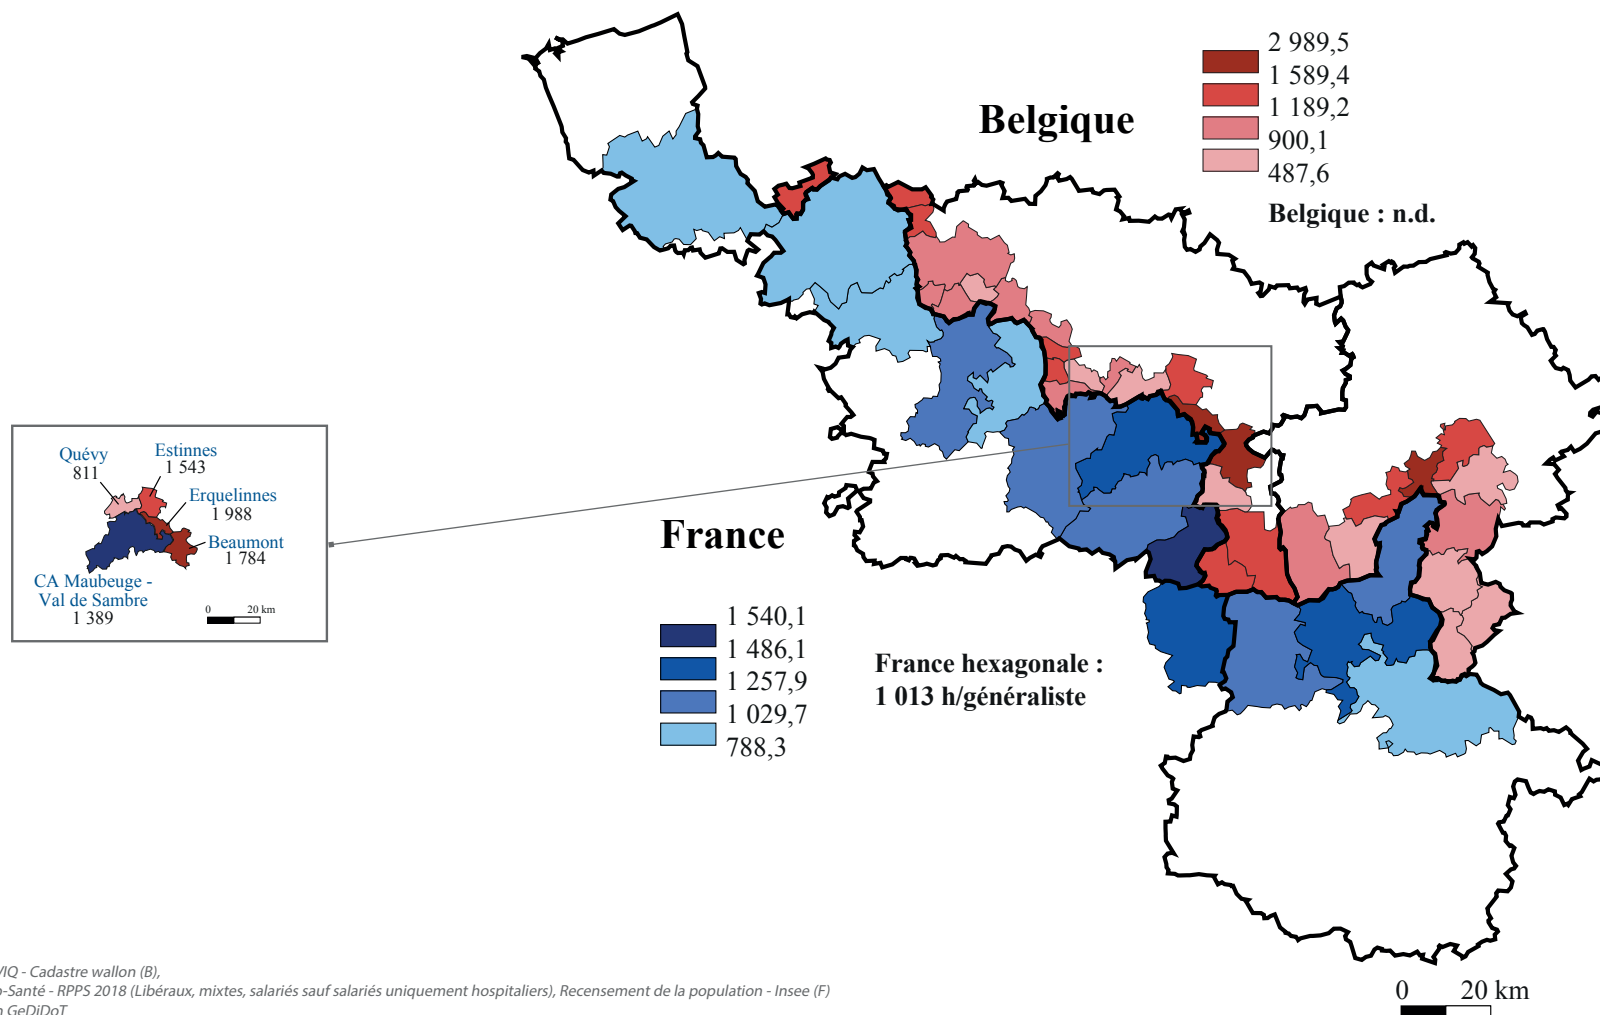 Belgique
2 989,5
1 589,4
1 189,2
900,1
487,6
Belgique : n.d.
Quévy
811
Estinnes
1 543
Erquelinnes
1 988
Beaumont
1 784
CA Maubeuge -
Val de Sambre
1 389
0 20 km
France
1 540,1
1 486,1
1 257,9
1 029,7
788,3
France hexagonale :
1 013 h/généraliste
IQ - Cadastre wallon (B),
-Santé - RPPS 2018 (Libéraux, mixtes, salariés sauf salariés uniquement hospitaliers), Recensement de la population - Insee (F)
GeDiDoT
0 20 km